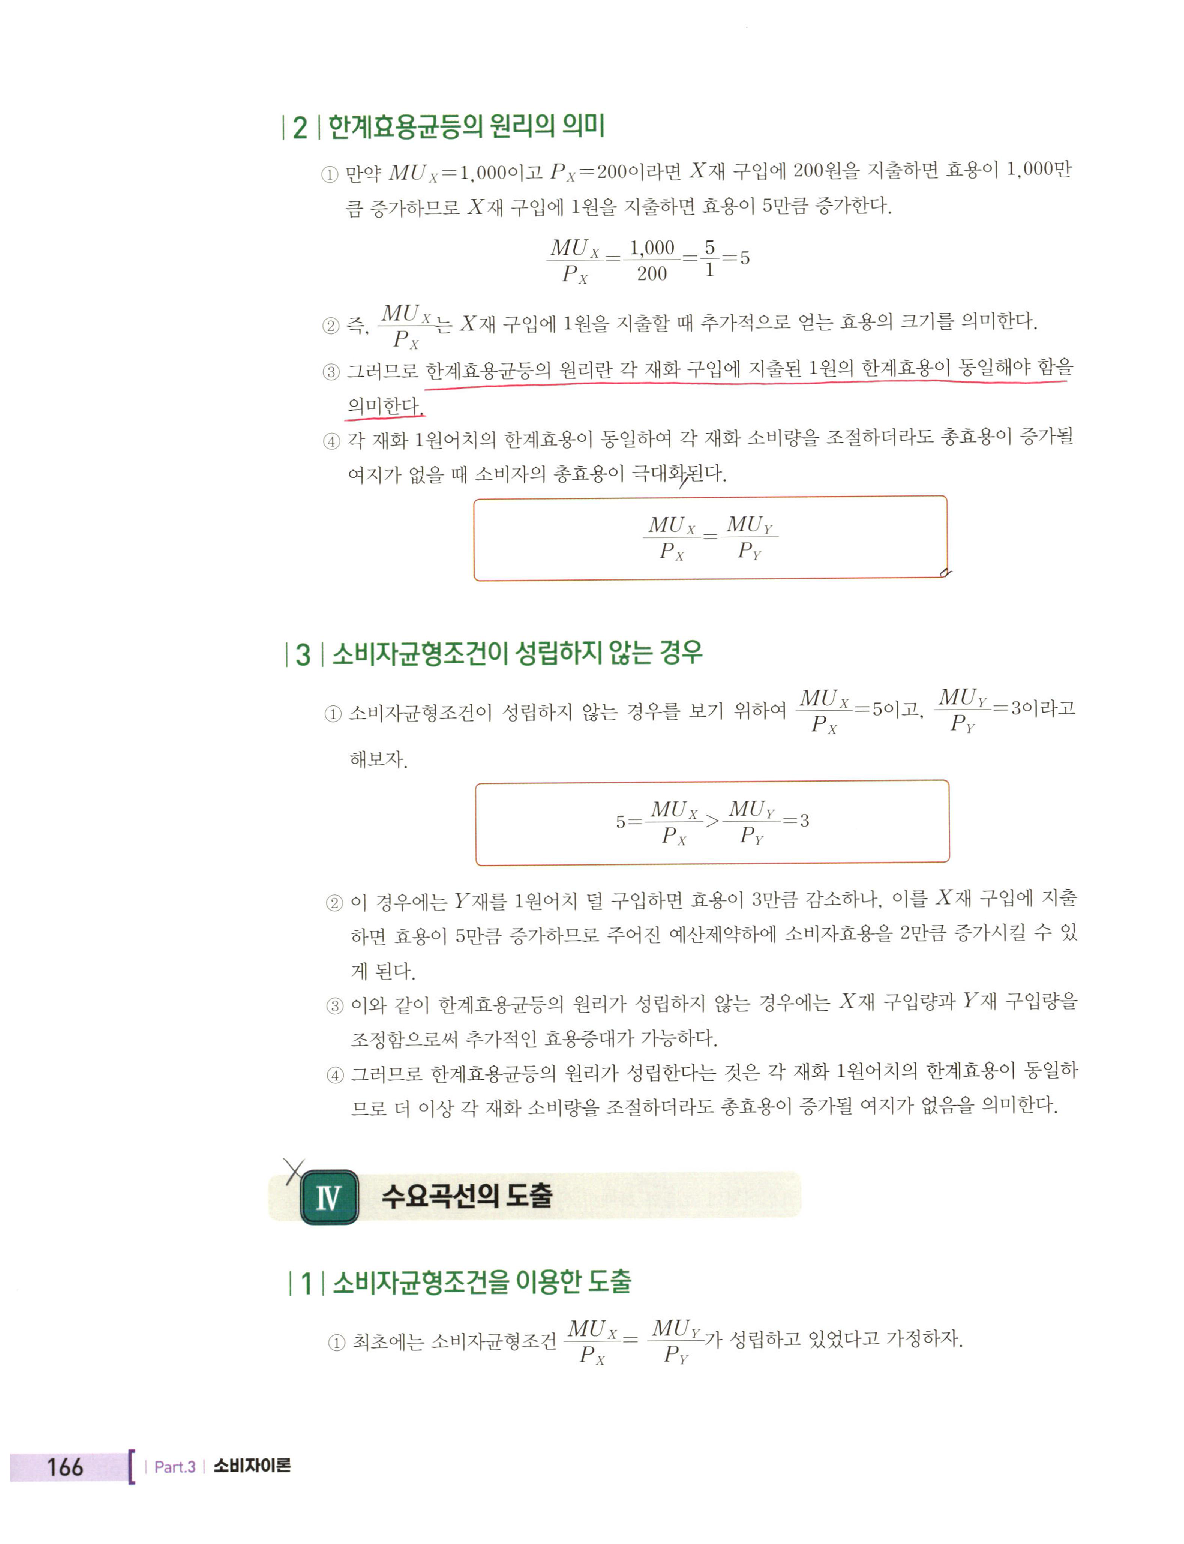 |2| 한계효용균등의 원리의 의미
① 만약 MU_X=1,000이고 P_X=200이라면 X재 구입에 200원을 지출하면 효용이 1,000만
큼 증가하므로 X재 구입에 1원을 지출하면 효용이 5만큼 증가한다.
MU_X/P_X = 1,000/200 = 5/1 = 5
② 즉, MU_X/P_X는 X재 구입에 1원을 지출할 때 추가적으로 얻는 효용의 크기를 의미한다.
③ 그러므로 한계효용균등의 원리란 각 재화 구입에 지출된 1원의 한계효용이 동일해야 함을
의미한다.
④ 각 재화 1원어치의 한계효용이 동일하여 각 재화 소비량을 조절하더라도 총효용이 증가될
여지가 없을 때 소비자의 총효용이 극대화된다.
MU_X/P_X = MU_Y/P_Y
|3| 소비자균형조건이 성립하지 않는 경우
① 소비자균형조건이 성립하지 않는 경우를 보기 위하여 MU_X/P_X=5이고, MU_Y/P_Y=3이라고
해보자.
5= MU_X/P_X > MU_Y/P_Y =3
② 이 경우에는 Y재를 1원어치 덜 구입하면 효용이 3만큼 감소하나, 이를 X재 구입에 지출
하면 효용이 5만큼 증가하므로 주어진 예산제약하에 소비자효용을 2만큼 증가시킬 수 있
게 된다.
③ 이와 같이 한계효용균등의 원리가 성립하지 않는 경우에는 X재 구입량과 Y재 구입량을
조정함으로써 추가적인 효용증대가 가능하다.
④ 그러므로 한계효용균등의 원리가 성립한다는 것은 각 재화 1원어치의 한계효용이 동일하
므로 더 이상 각 재화 소비량을 조절하더라도 총효용이 증가될 여지가 없음을 의미한다.
Ⅳ 수요곡선의 도출
|1| 소비자균형조건을 이용한 도출
① 최초에는 소비자균형조건 MU_X/P_X = MU_Y/P_Y가 성립하고 있었다고 가정하자.
166 | Part.3 | 소비자이론